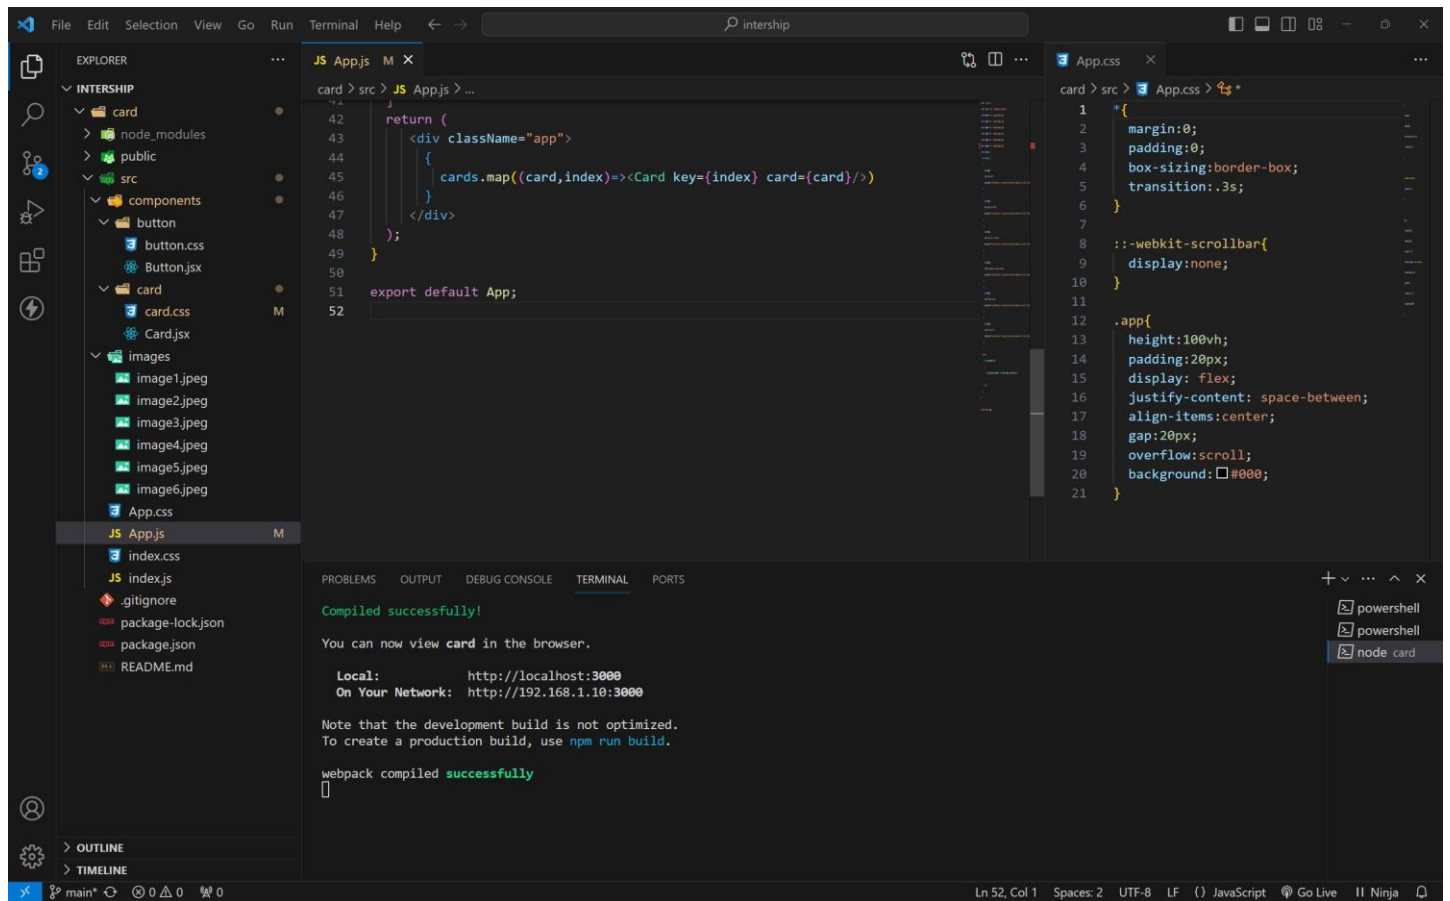 File Edit Selection View Go Run Terminal Help
intership
EXPLORER
INTERSHIP
card
node_modules
public
src
components
button
button.css
Button.jsx
card
card.css M
Card.jsx
images
image1.jpeg
image2.jpeg
image3.jpeg
image4.jpeg
image5.jpeg
image6.jpeg
App.css
JS App.js M
index.css
JS index.js
.gitignore
package-lock.json
package.json
README.md
OUTLINE
TIMELINE
2
JS App.js M
card > src > JS App.js > ...
41 ]
42 return (
43 <div className="app">
44 {
45 cards.map((card,index)=><Card key={index} card={card}/>)
46 }
47 </div>
48 );
49 }
50
51 export default App;
52
App.css
card > src > App.css > *
1 *{
2 margin:0;
3 padding:0;
4 box-sizing:border-box;
5 transition:.3s;
6 }
7
8 ::-webkit-scrollbar{
9 display:none;
10 }
11
12 .app{
13 height:100vh;
14 padding:20px;
15 display: flex;
16 justify-content: space-between;
17 align-items:center;
18 gap:20px;
19 overflow:scroll;
20 background:#000;
21 }
PROBLEMS OUTPUT DEBUG CONSOLE TERMINAL PORTS
Compiled successfully!
You can now view card in the browser.
Local: http://localhost:3000
On Your Network: http://192.168.1.10:3000
Note that the development build is not optimized.
To create a production build, use npm run build.
webpack compiled successfully
powershell
powershell
node card
main* 0 0 0
Ln 52, Col 1 Spaces: 2 UTF-8 LF {} JavaScript Go Live Ninja